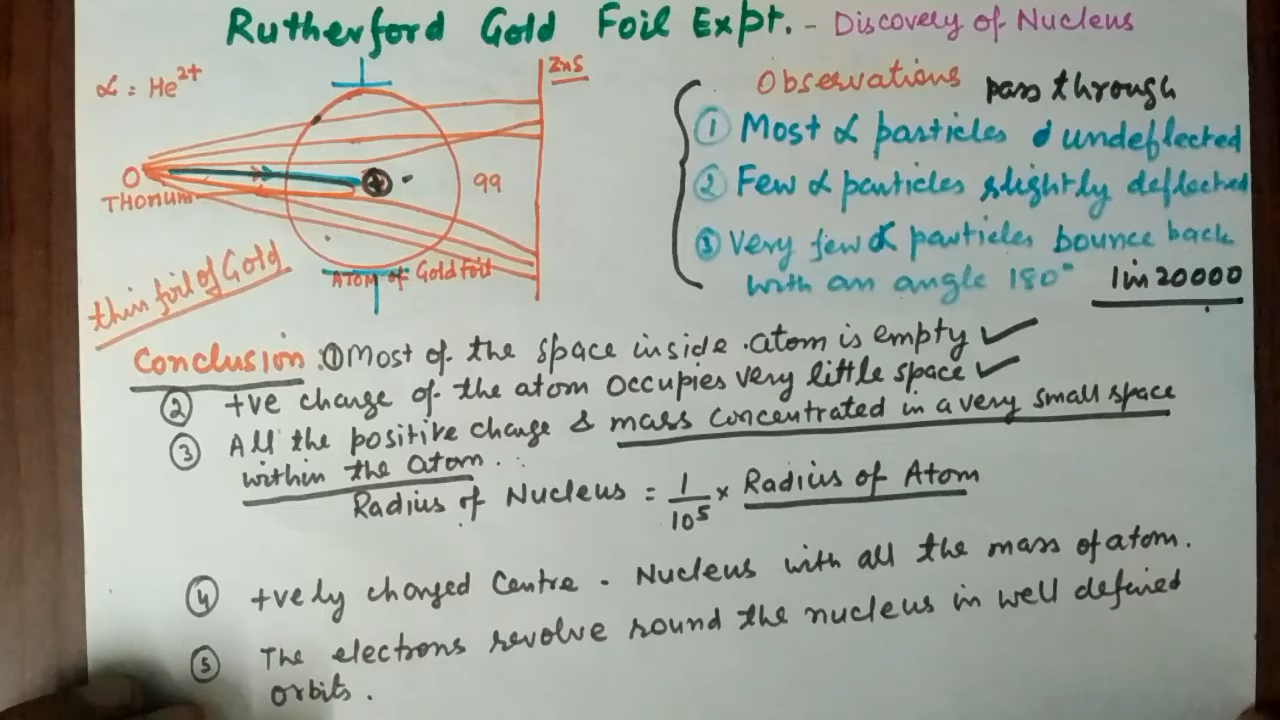 Rutherford Gold Foil Expt. - Discovery of Nucleus
ZnS
α : He2+
Observations pass through
① Most α particles undeflected
② Few α particles slightly deflected
③ Very few α particles bounce back
with an angle 180° 1 in 20000
O
THORIUM
+
99
thin foil of Gold
ATOM of Gold Foil
Conclusion . ① Most of the space inside . atom is empty ✓
② +ve charge of the atom occupies very little space ✓
③ All the positive charge & mass concentrated in a very small space
within the atom .
Radius of Nucleus = 1/10^5 × Radius of Atom
④ +vely charged Centre . Nucleus with all the mass of atom .
⑤ The electrons revolve round the nucleus in well defined
orbits .